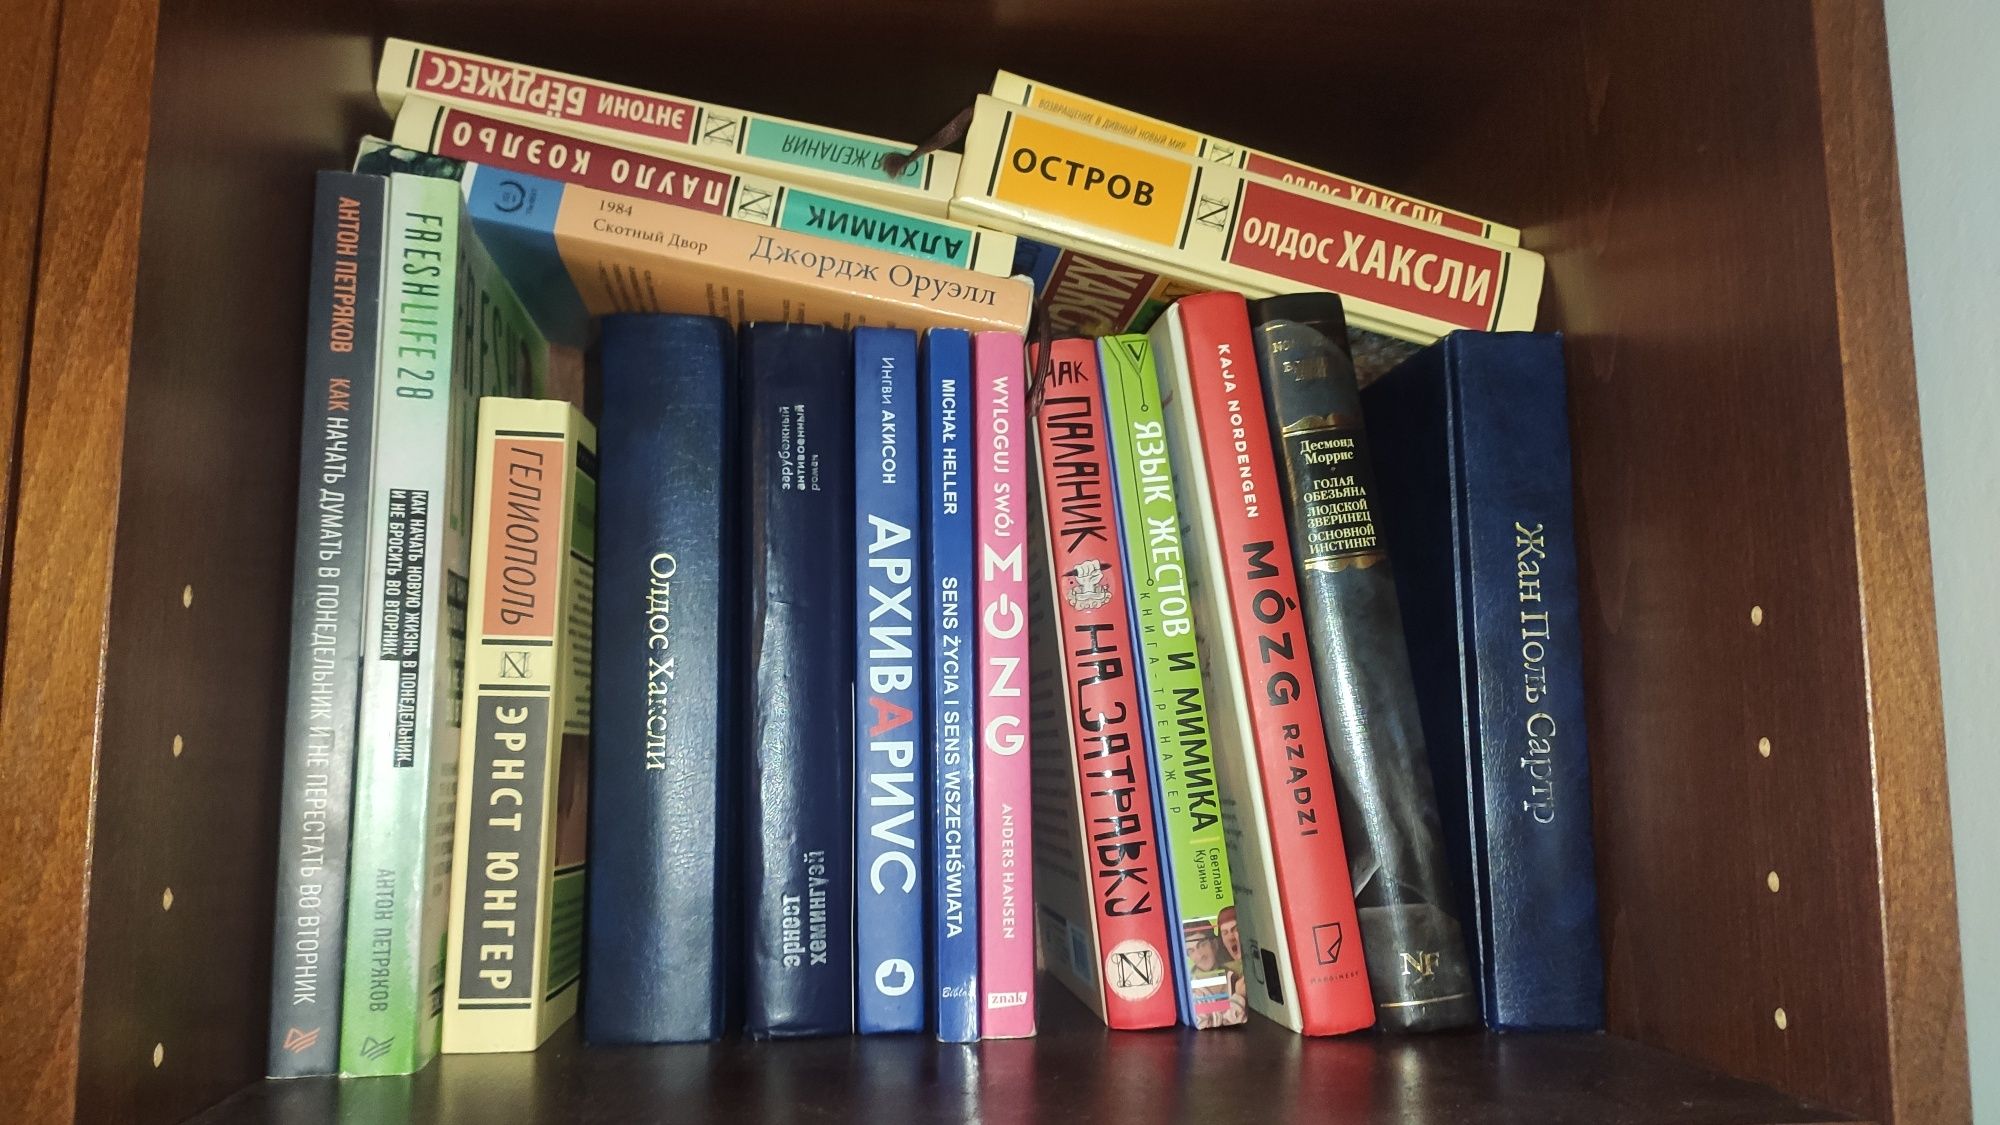 ЭНТОНИ БЁРДЖЕСС
ЖЕЛАНИЯ
ПАУЛО КОЭЛЬО
АЛХИМИК
1984
Скотный Двор
Джордж Оруэлл
ВОЗВРАЩЕНИЕ В ДИВНЫЙ НОВЫЙ МИР
ОЛДОС ХАКСЛИ
ОСТРОВ
ОЛДОС ХАКСЛИ
АНТОН ПЕТРЯКОВ
КАК НАЧАТЬ ДУМАТЬ В ПОНЕДЕЛЬНИК И НЕ ПЕРЕСТАТЬ ВО ВТОРНИК
FRESHLIFE28
КАК НАЧАТЬ НОВУЮ ЖИЗНЬ В ПОНЕДЕЛЬНИК
И НЕ БРОСИТЬ ВО ВТОРНИК
АНТОН ПЕТРЯКОВ
ГЕЛИОПОЛЬ
ЭРНСТ ЮНГЕР
Олдос Хаксли
зарубежный
антивоенный
роман
эрнест
хемингуэй
Ингви АКИСОН
АРХИВАРИУС
MICHAŁ HELLER
SENS ŻYCIA I SENS WSZECHŚWIATA
WYLOGUJ SWÓJ
MÓZG
ANDERS HANSEN
znak
ЧАК
ПАЛАНИК
НА ЗАТРАВКУ
ЯЗЫК ЖЕСТОВ И МИМИКА
КНИГА-ТРЕНАЖЕР
Светлана
Кузина
KAJA NORDENGEN
MÓZG RZĄDZI
MARGINESY
Десмонд
Моррис
ГОЛАЯ
ОБЕЗЬЯНА
ЛЮДСКОЙ
ЗВЕРИНЕЦ
ОСНОВНОЙ
ИНСТИНКТ
NF
Жан Поль Сартр